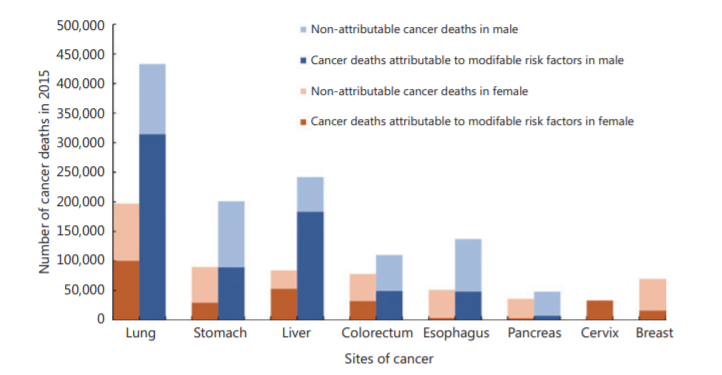 500,000
450,000
400,000
350,000
300,000
250,000
200,000
150,000
100,000
50,000
0
Number of cancer deaths in 2015
Non-attributable cancer deaths in male
Cancer deaths attributable to modifable risk factors in male
Non-attributable cancer deaths in female
Cancer deaths attributable to modifable risk factors in female
Lung Stomach Liver Colorectum Esophagus Pancreas Cervix Breast
Sites of cancer